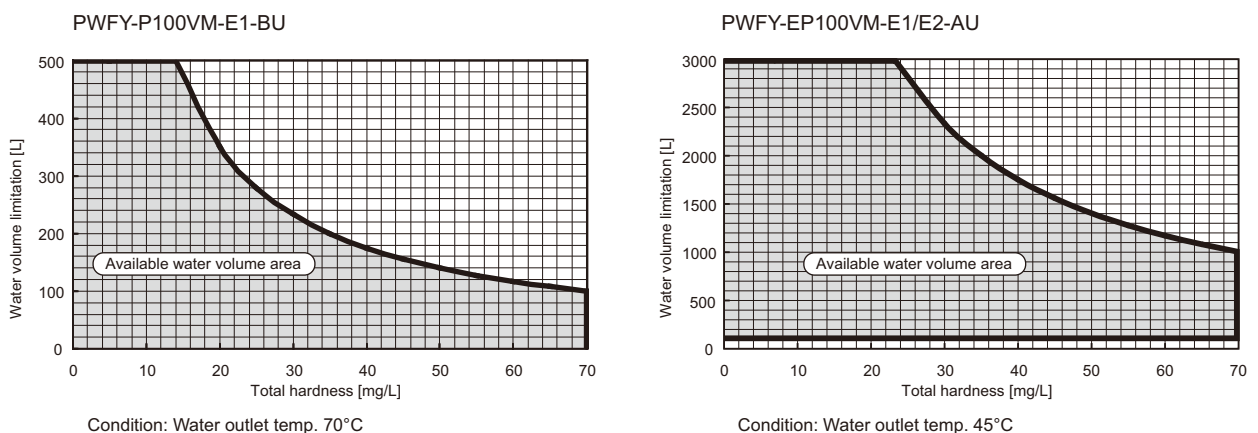 PWFY-P100VM-E1-BU
Water volume limitation [L]
500
400
300
200
100
0
Available water volume area
0 10 20 30 40 50 60 70
Total hardness [mg/L]
Condition: Water outlet temp. 70°C
PWFY-EP100VM-E1/E2-AU
Water volume limitation [L]
3000
2500
2000
1500
1000
500
0
Available water volume area
0 10 20 30 40 50 60 70
Total hardness [mg/L]
Condition: Water outlet temp. 45°C